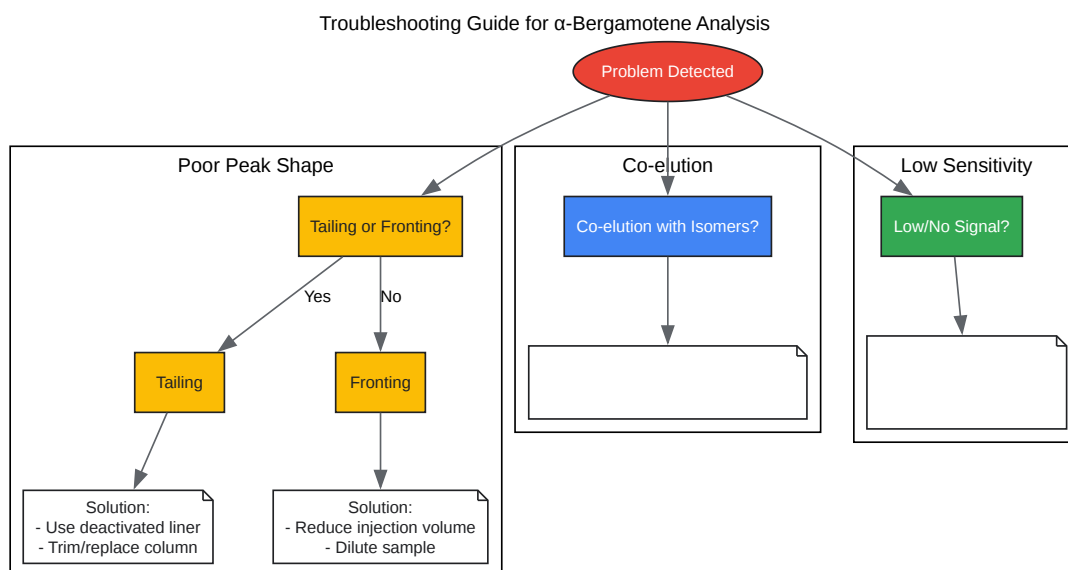 Troubleshooting Guide for α-Bergamotene Analysis
Problem Detected
Poor Peak Shape
Co-elution
Low Sensitivity
Tailing or Fronting?
Co-elution with Isomers?
Low/No Signal?
Yes
No
Tailing
Fronting
Solution:
- Use deactivated liner
- Trim/replace column
Solution:
- Reduce injection volume
- Dilute sample